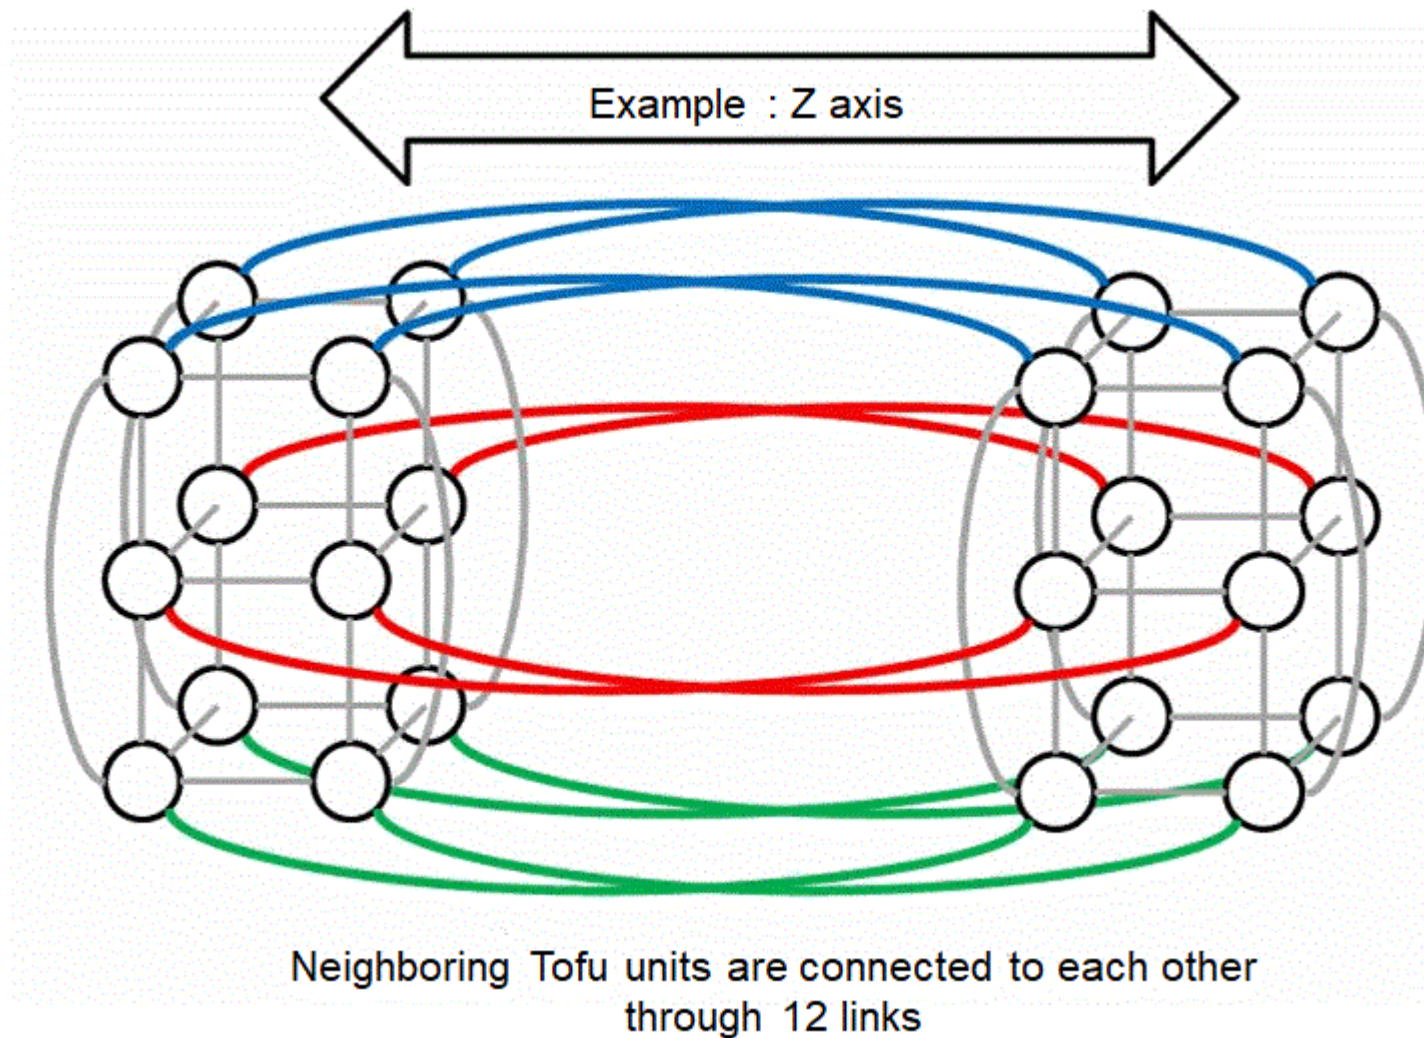 Example : Z axis
Neighboring Tofu units are connected to each other
through 12 links